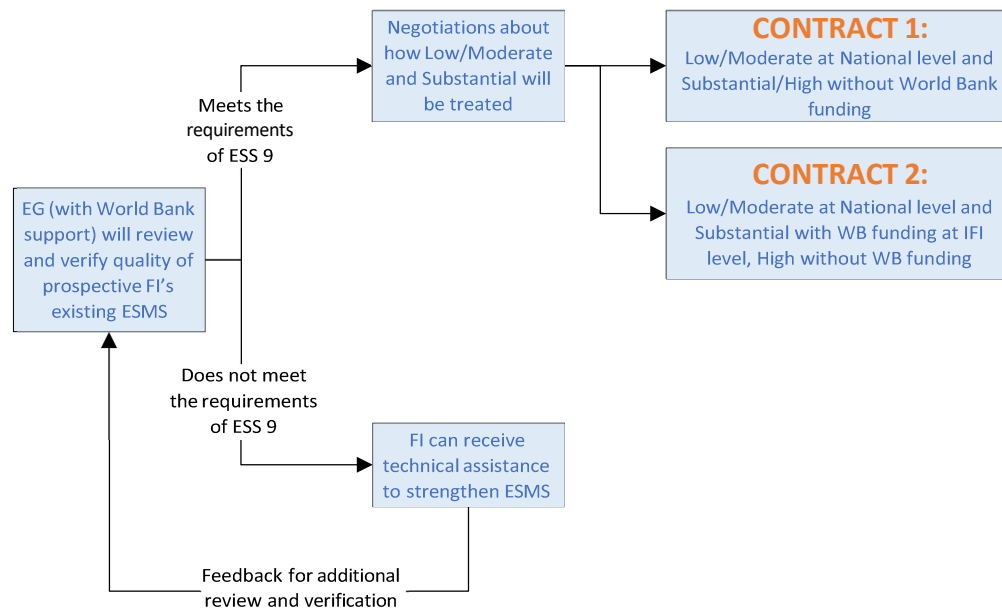 EG (with World Bank
support) will review
and verify quality of
prospective FI's
existing ESMS
Meets the
requirements
of ESS 9
Negotiations about
how Low/Moderate
and Substantial will
be treated
CONTRACT 1:
Low/Moderate at National level and
Substantial/High without World Bank
funding
CONTRACT 2:
Low/Moderate at National level and
Substantial with WB funding at IFI
level, High without WB funding
Does not meet
the requirements
of ESS 9
FI can receive
technical assistance
to strengthen ESMS
Feedback for additional
review and verification